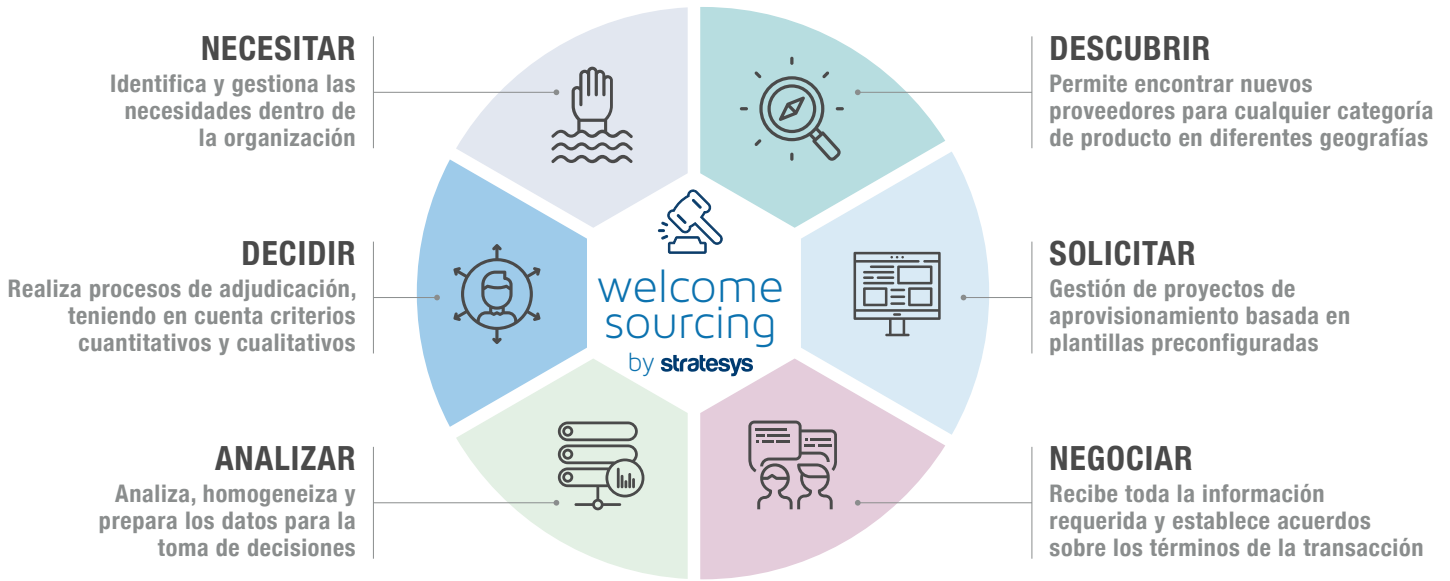 NECESITAR
Identifica y gestiona las
necesidades dentro de
la organización
DESCUBRIR
Permite encontrar nuevos
proveedores para cualquier categoría
de producto en diferentes geografías
DECIDIR
Realiza procesos de adjudicación,
teniendo en cuenta criterios
cuantitativos y cualitativos
welcome
sourcing
by stratesys
SOLICITAR
Gestión de proyectos de
aprovisionamiento basada en
plantillas preconfiguradas
ANALIZAR
Analiza, homogeneiza y
prepara los datos para la
toma de decisiones
NEGOCIAR
Recibe toda la información
requerida y establece acuerdos
sobre los términos de la transacción